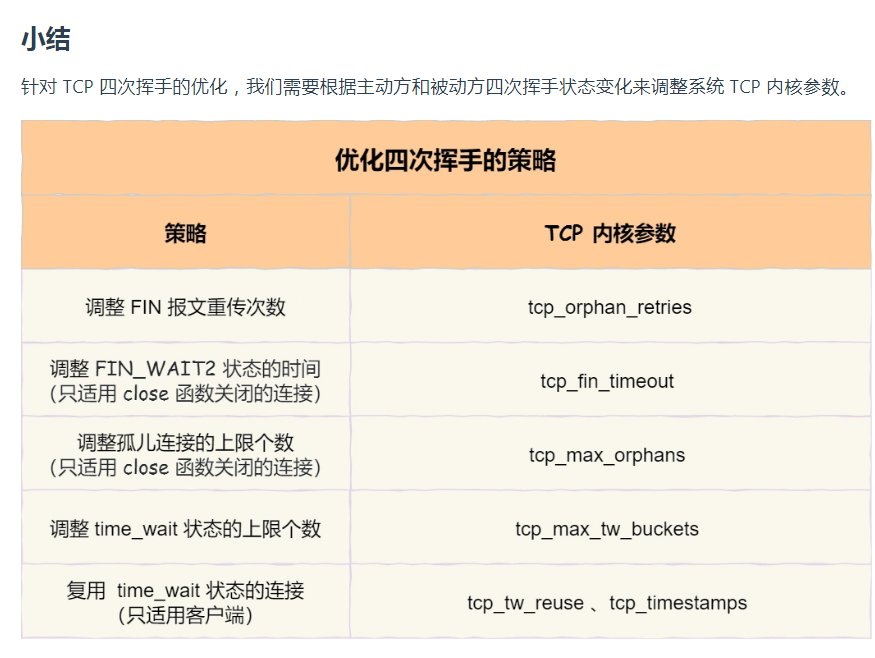 小结
针对 TCP 四次挥手的优化，我们需要根据主动方和被动方四次挥手状态变化来调整系统 TCP 内核参数。
优化四次挥手的策略
策略
TCP 内核参数
调整 FIN 报文重传次数
tcp_orphan_retries
调整 FIN_WAIT2 状态的时间
（只适用 close 函数关闭的连接）
tcp_fin_timeout
调整孤儿连接的上限个数
（只适用 close 函数关闭的连接）
tcp_max_orphans
调整 time_wait 状态的上限个数
tcp_max_tw_buckets
复用 time_wait 状态的连接
（只适用客户端）
tcp_tw_reuse 、tcp_timestamps